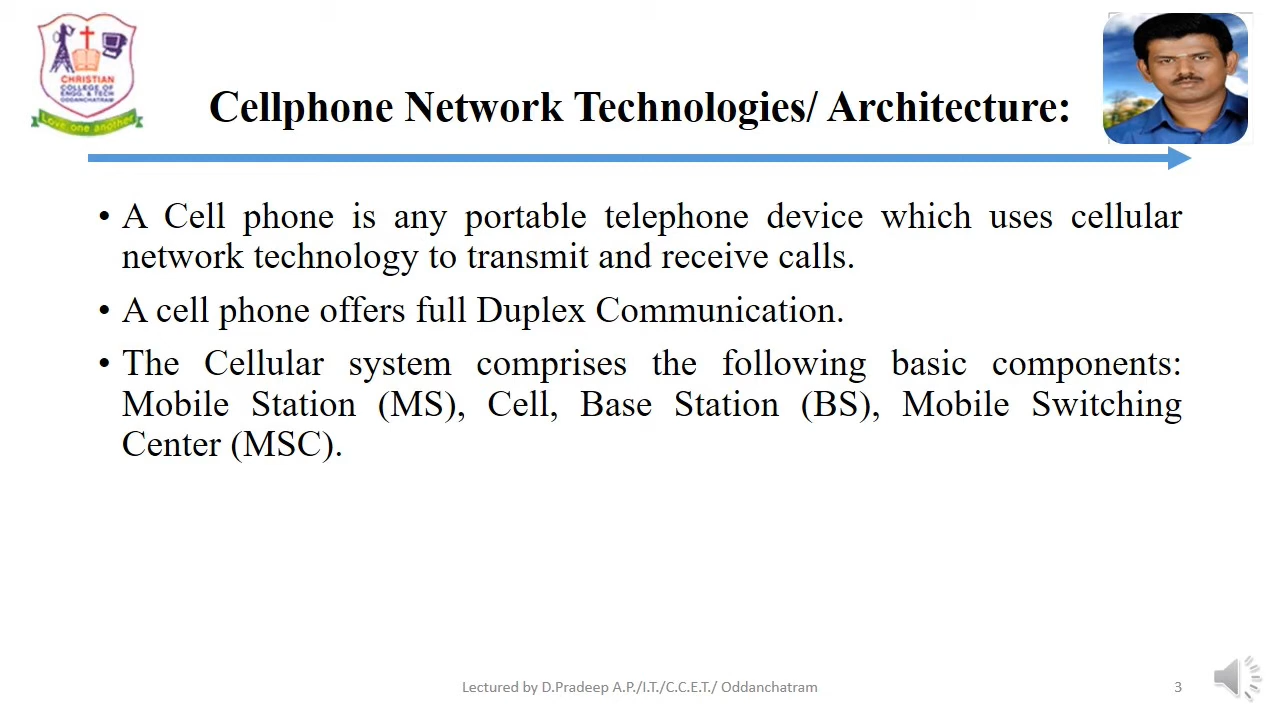 CHRISTIAN
COLLEGE OF
ENGG. & TECH
ODDANCHATRAM
Love one another
Cellphone Network Technologies/ Architecture:
• A Cell phone is any portable telephone device which uses cellular
network technology to transmit and receive calls.
• A cell phone offers full Duplex Communication.
• The Cellular system comprises the following basic components:
Mobile Station (MS), Cell, Base Station (BS), Mobile Switching
Center (MSC).
Lectured by D.Pradeep A.P./I.T./C.C.E.T./ Oddanchatram
3